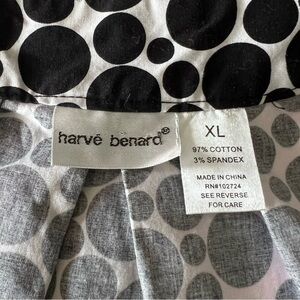 harvé benard®
XL
97% COTTON
3% SPANDEX
MADE IN CHINA
RN#102724
SEE REVERSE
FOR CARE